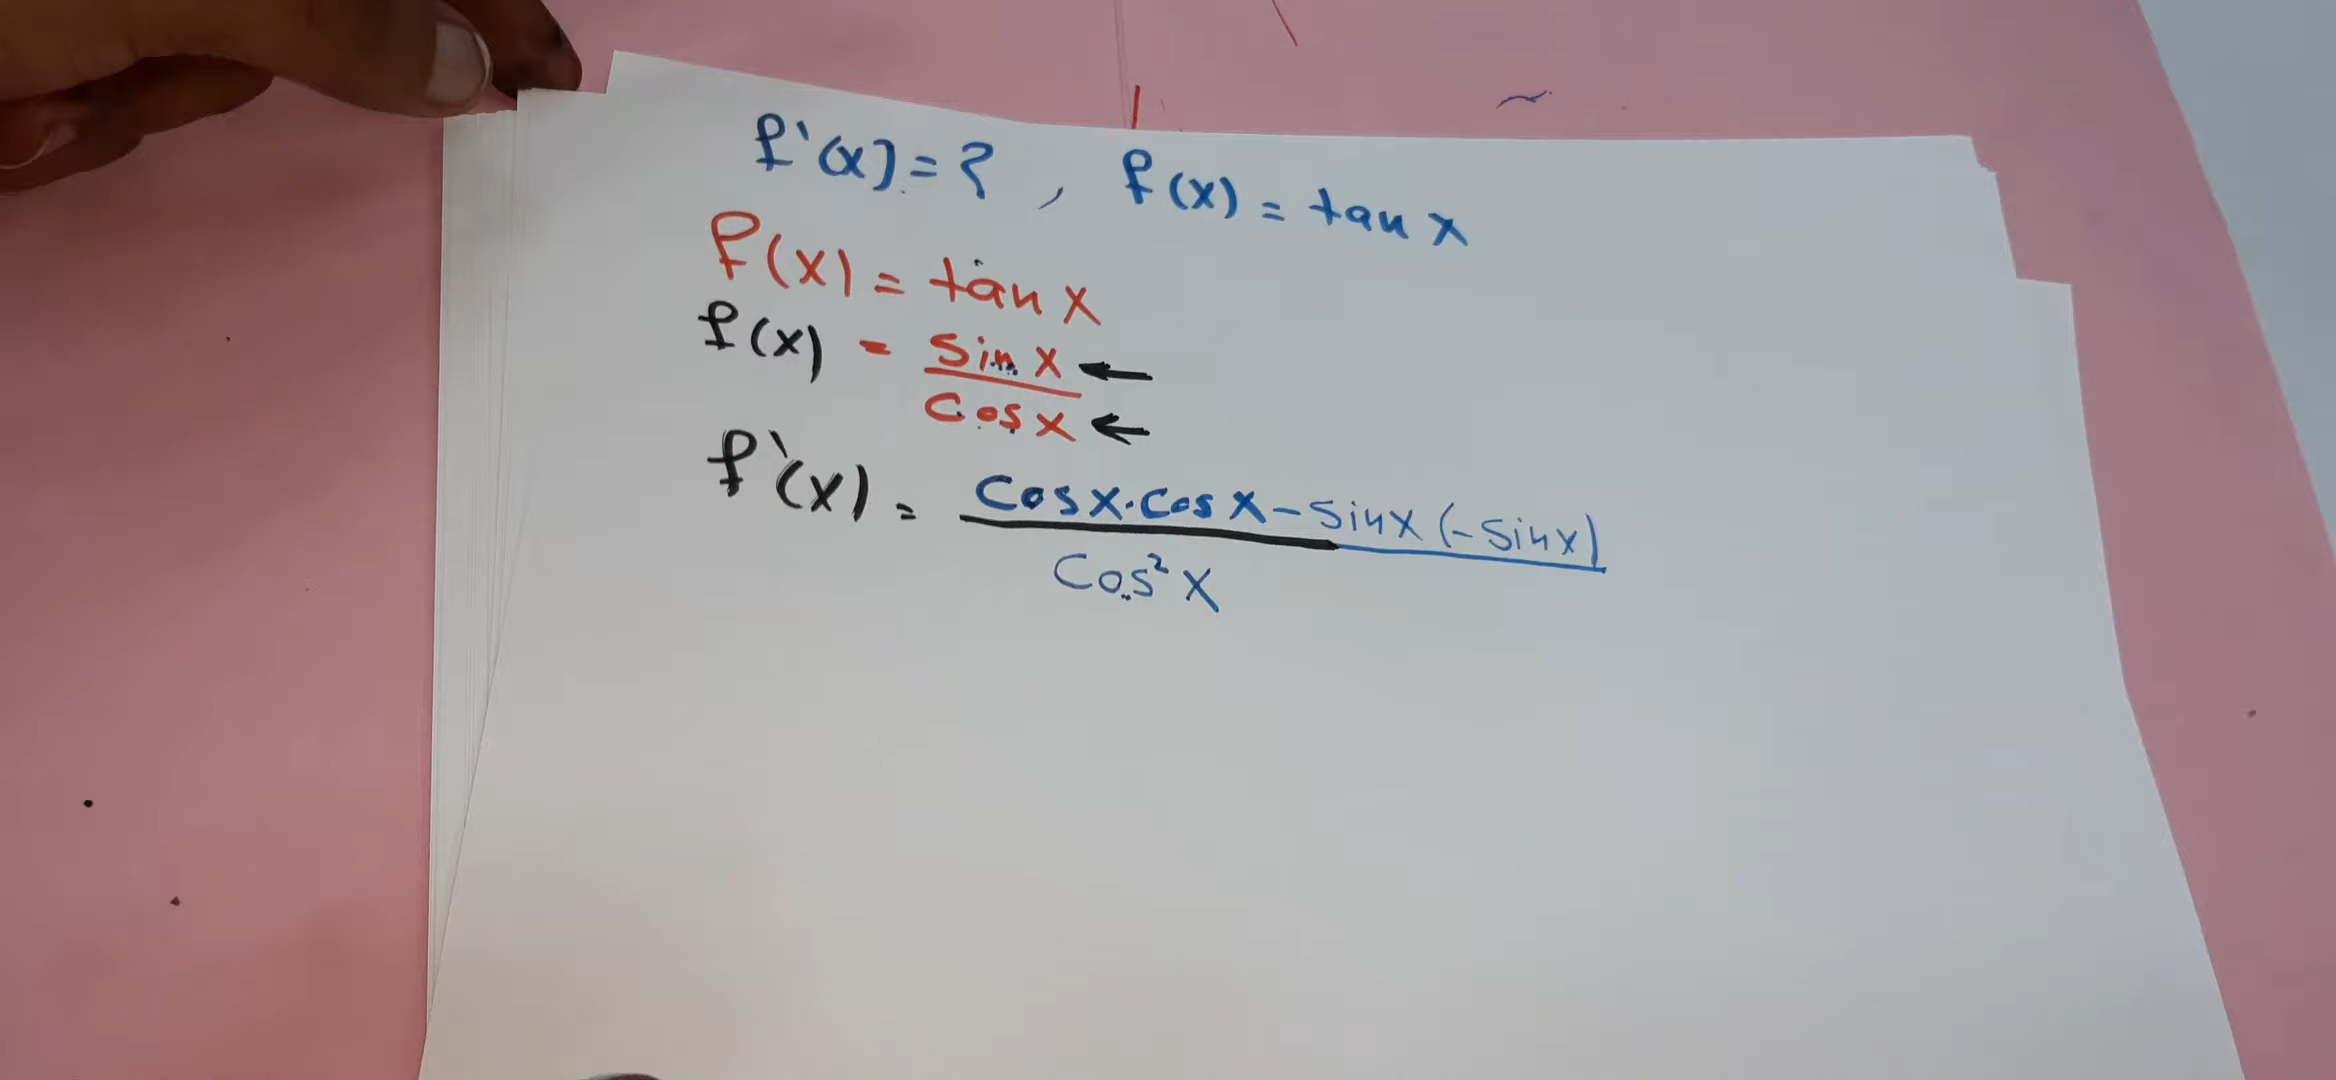 f'(x) = ? , f(x) = tan x
f(x) = tan x
f(x) = sin x / cos x
f'(x) = Cos x · Cos x - sin x (- sin x) / Cos² x